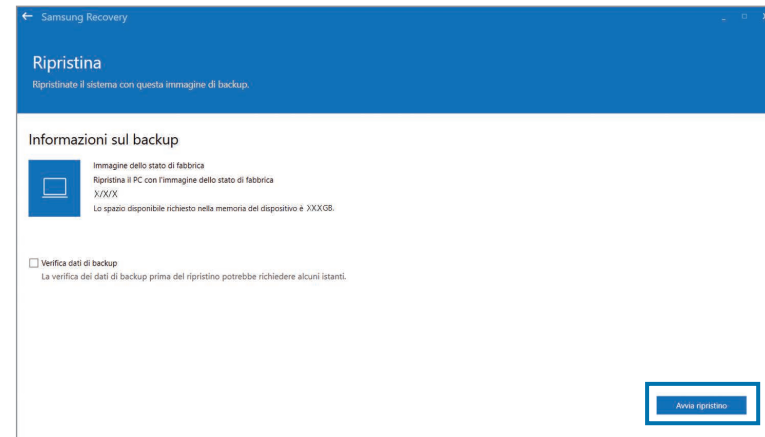 Samsung Recovery
Ripristina
Ripristinate il sistema con questa immagine di backup.
Informazioni sul backup
Immagine dello stato di fabbrica
Ripristina il PC con l'immagine dello stato di fabbrica
X/X/X
Lo spazio disponibile richiesto nella memoria del dispositivo è XXXGB.
Verifica dati di backup
La verifica dei dati di backup prima del ripristino potrebbe richiedere alcuni istanti.
Avvia ripristino